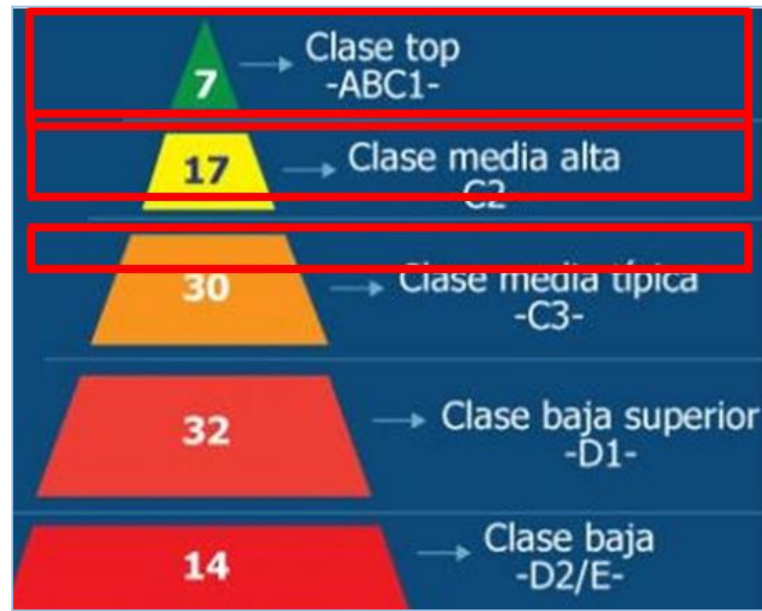 7
Clase top
-ABC1-
17
Clase media alta
-C2-
30
Clase media típica
-C3-
32
Clase baja superior
-D1-
14
Clase baja
-D2/E-